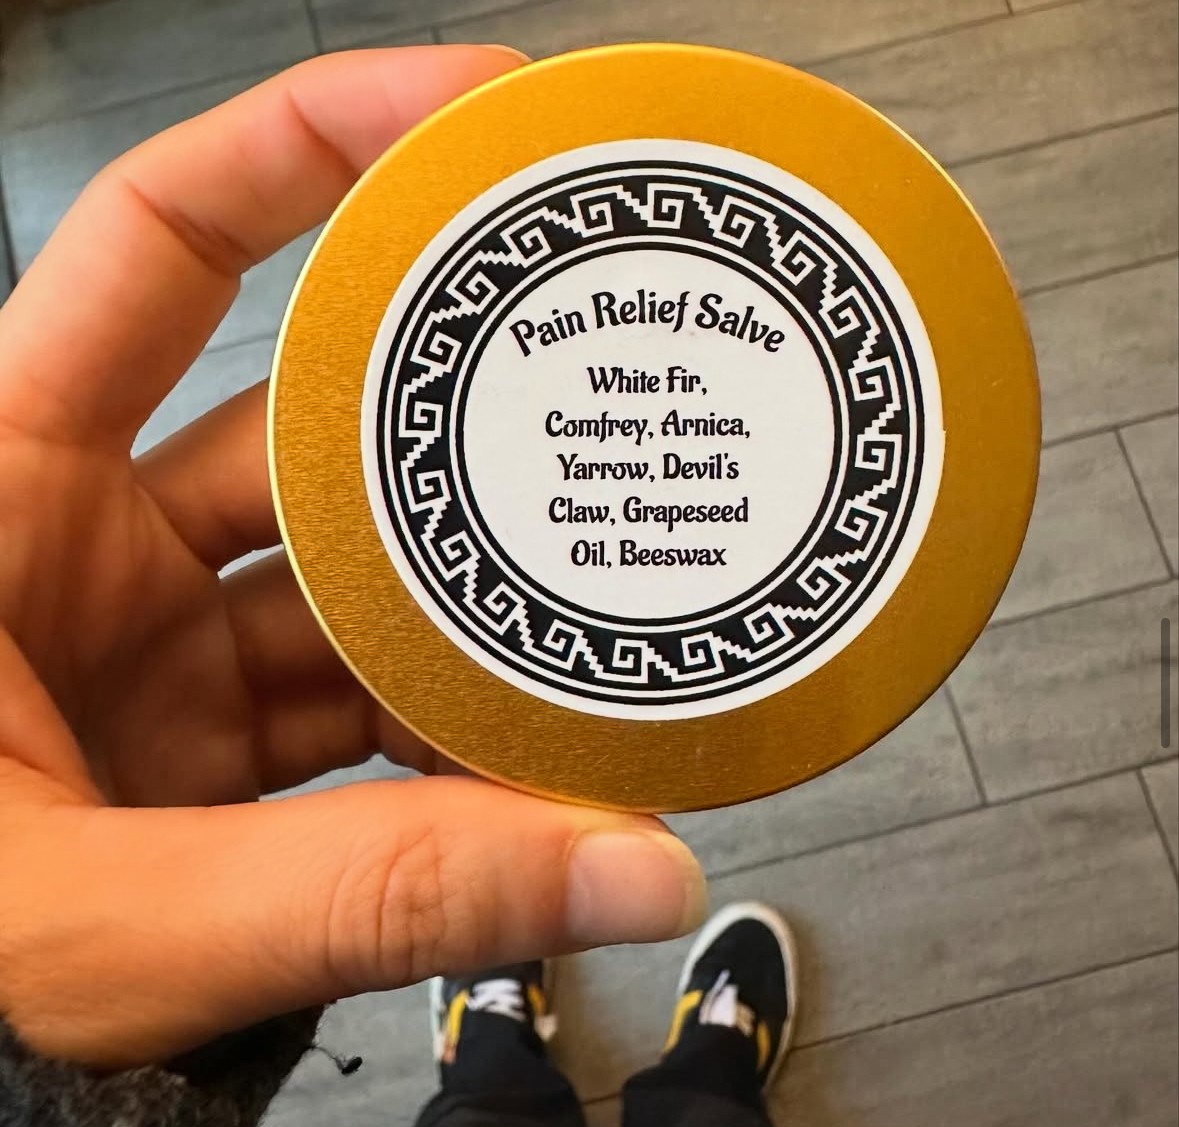 Pain Relief Salve
White Fir,
Comfrey, Arnica,
Yarrow, Devil's
Claw, Grapeseed
Oil, Beeswax